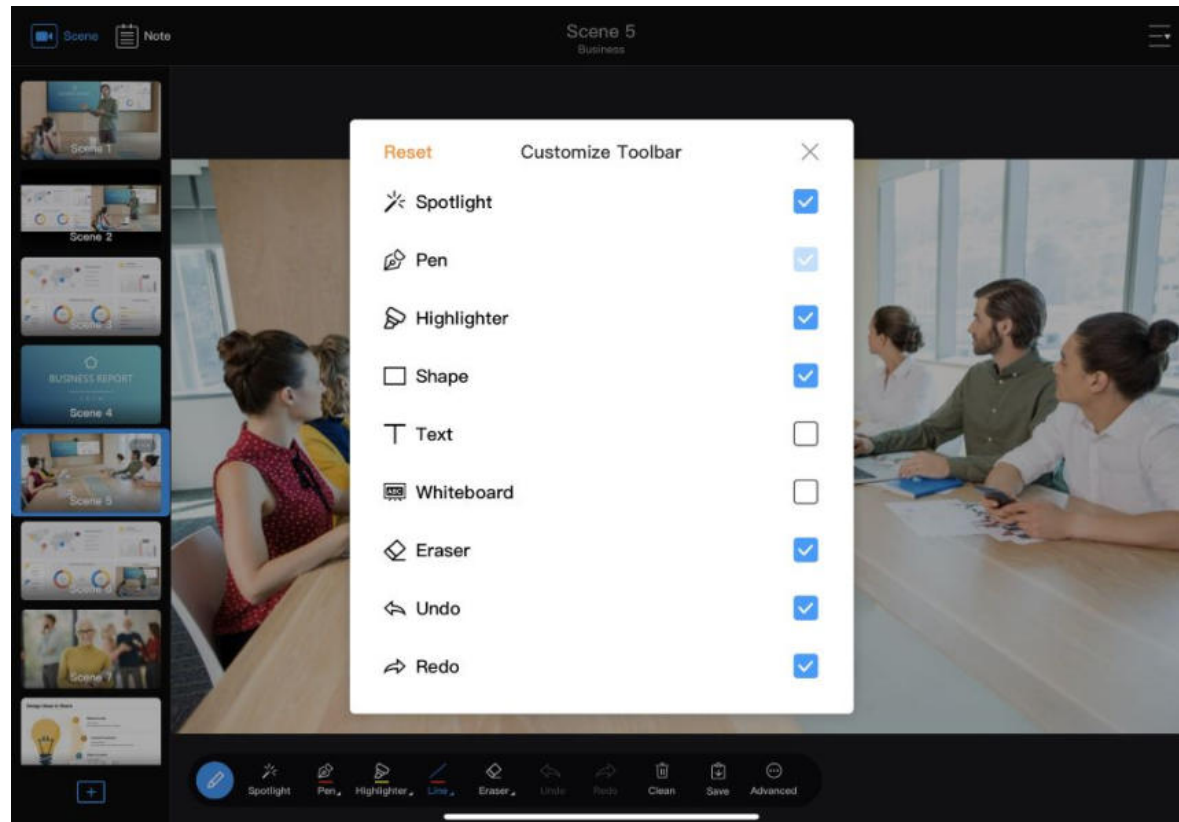 Scene
Note
Scene 5
Business
Scene 1
Scene 2
Scene 3
BUSINESS REPORT
Scene 4
Scene 5
Scene 6
Scene 7
Reset
Customize Toolbar
Spotlight
Pen
Highlighter
Shape
Text
ABC
Whiteboard
Eraser
Undo
Redo
Spotlight
Pen
Highlighter
Line
Eraser
Undo
Redo
Clean
Save
Advanced